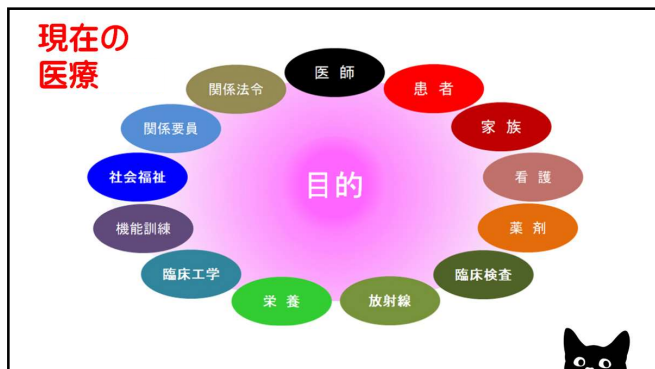 現在の
医療
医師
患者
家族
看護
薬剤
臨床検査
放射線
栄養
臨床工学
機能訓練
社会福祉
関係要員
関係法令
目的